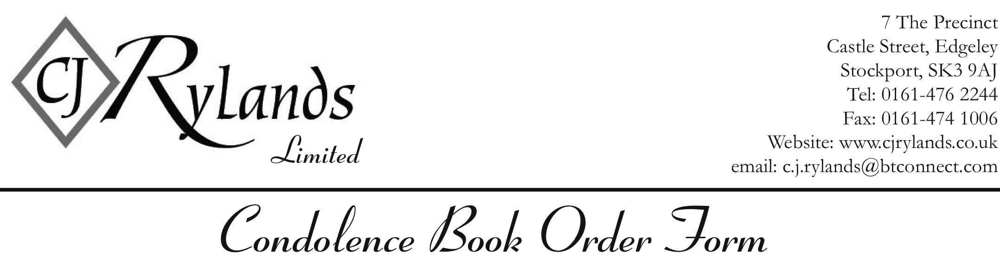 CJ Rylands
Limited
7 The Precinct
Castle Street, Edgeley
Stockport, SK3 9AJ
Tel: 0161-476 2244
Fax: 0161-474 1006
Website: www.cjrylands.co.uk
email: c.j.rylands@btconnect.com
Condolence Book Order Form